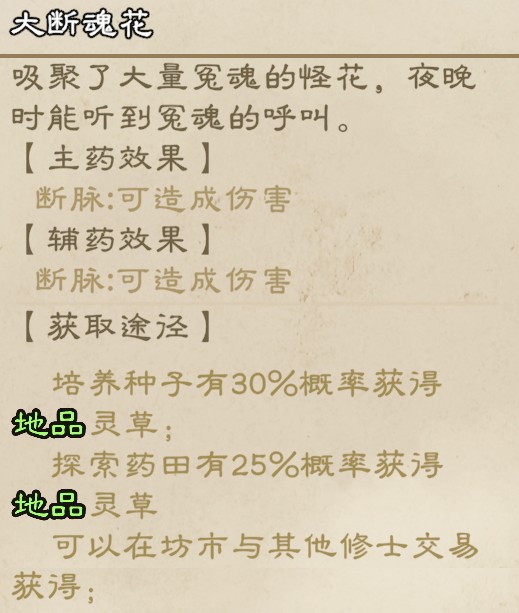 大断魂花
吸聚了大量冤魂的怪花，夜晚
时能听到冤魂的呼叫。
【主药效果】
断脉:可造成伤害
【辅药效果】
断脉:可造成伤害
【获取途径】
培养种子有30%概率获得
地品灵草；
探索药田有25%概率获得
地品灵草
可以在坊市与其他修士交易
获得；